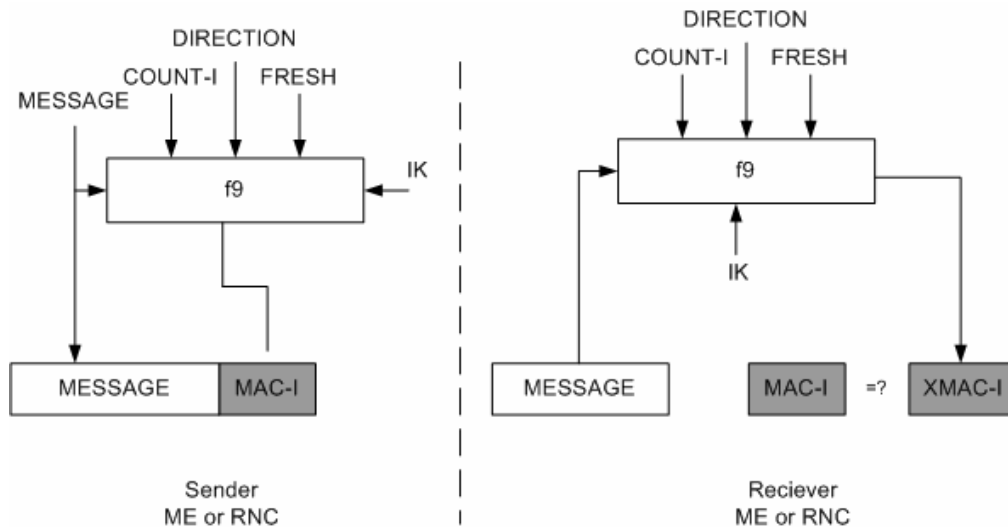 DIRECTION
COUNT-I FRESH
MESSAGE
f9
IK
MESSAGE MAC-I
Sender
ME or RNC
DIRECTION
COUNT-I FRESH
f9
IK
MESSAGE MAC-I =? XMAC-I
Reciever
ME or RNC